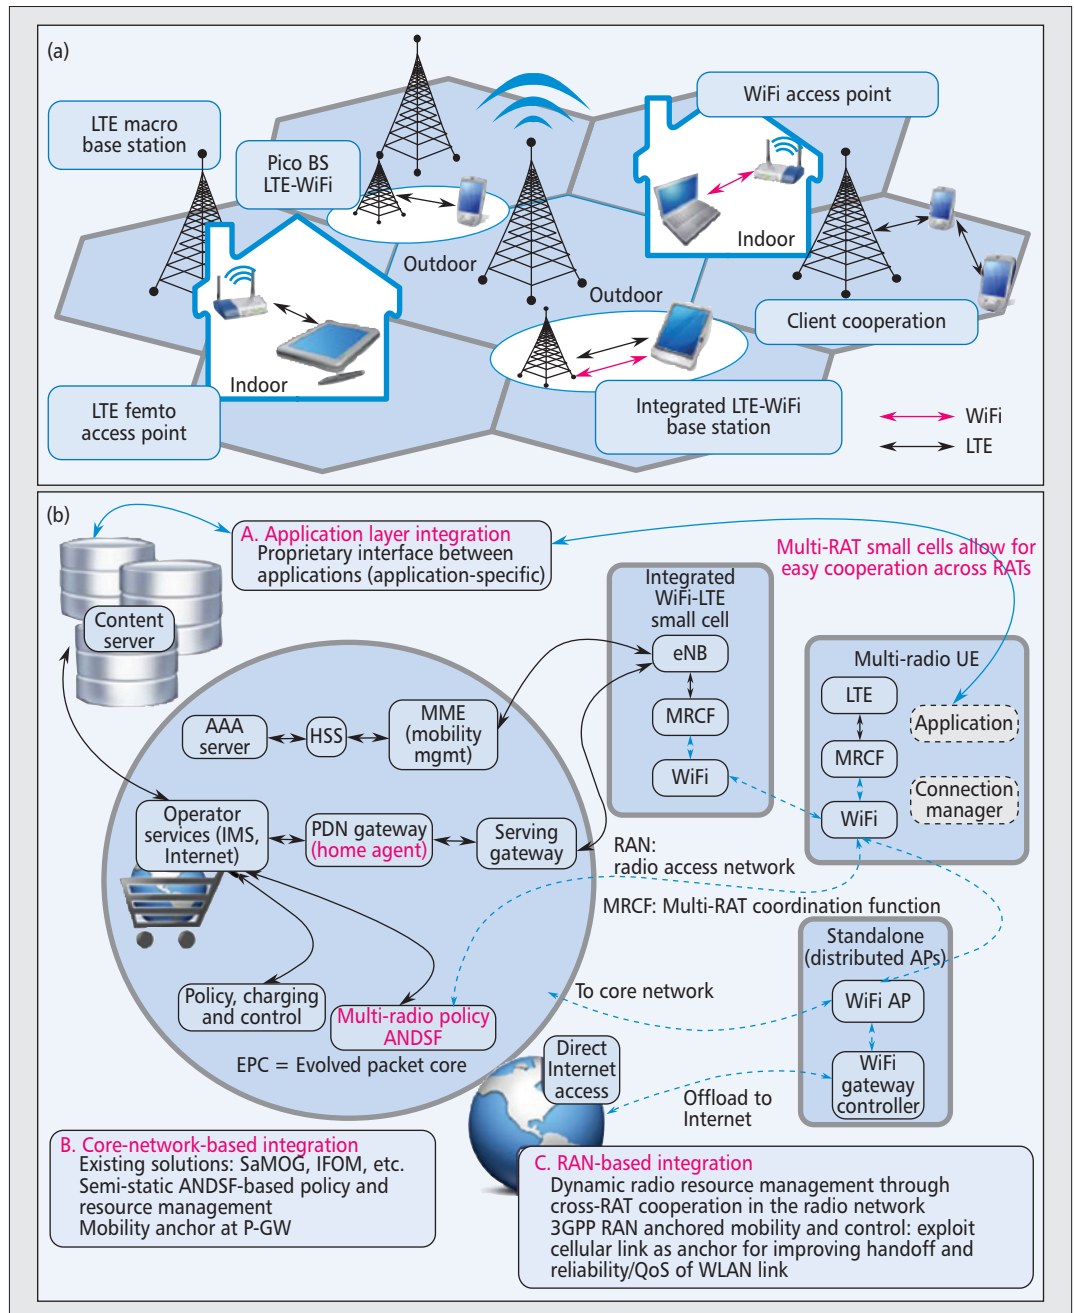 (a)
LTE macro
base station
Pico BS
LTE-WiFi
WiFi access point
Indoor
Outdoor
Outdoor
Client cooperation
Indoor
LTE femto
access point
Integrated LTE-WiFi
base station
WiFi
LTE
(b)
A. Application layer integration
Proprietary interface between
applications (application-specific)
Multi-RAT small cells allow for
easy cooperation across RATs
Content
server
Integrated
WiFi-LTE
small cell
eNB
MRCF
WiFi
Multi-radio UE
LTE
Application
MRCF
Connection
manager
WiFi
AAA
server
HSS
MME
(mobility
mgmt)
Operator
services (IMS,
Internet)
PDN gateway
(home agent)
Serving
gateway
RAN:
radio access network
MRCF: Multi-RAT coordination function
Standalone
(distributed APs)
WiFi AP
WiFi
gateway
controller
To core network
Policy, charging
and control
Multi-radio policy
ANDSF
EPC = Evolved packet core
Direct
Internet
access
Offload to
Internet
B. Core-network-based integration
Existing solutions: SaMOG, IFOM, etc.
Semi-static ANDSF-based policy and
resource management
Mobility anchor at P-GW
C. RAN-based integration
Dynamic radio resource management through
cross-RAT cooperation in the radio network
3GPP RAN anchored mobility and control: exploit
cellular link as anchor for improving handoff and
reliability/QoS of WLAN link